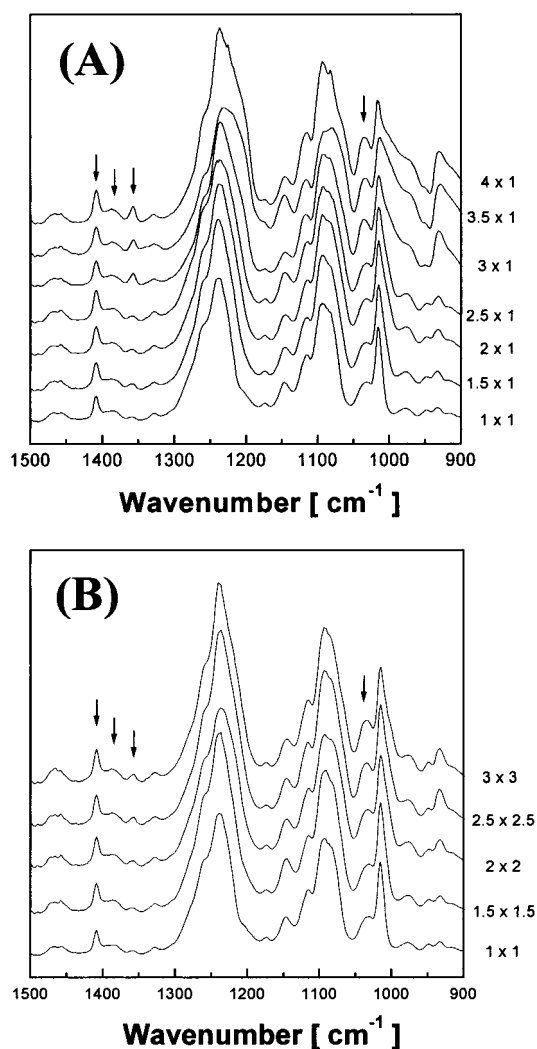 (A)
4 x 1
3.5 x 1
3 x 1
2.5 x 1
2 x 1
1.5 x 1
1 x 1
1500 1400 1300 1200 1100 1000 900
Wavenumber [ cm-1 ]
(B)
3 x 3
2.5 x 2.5
2 x 2
1.5 x 1.5
1 x 1
1500 1400 1300 1200 1100 1000 900
Wavenumber [ cm-1 ]